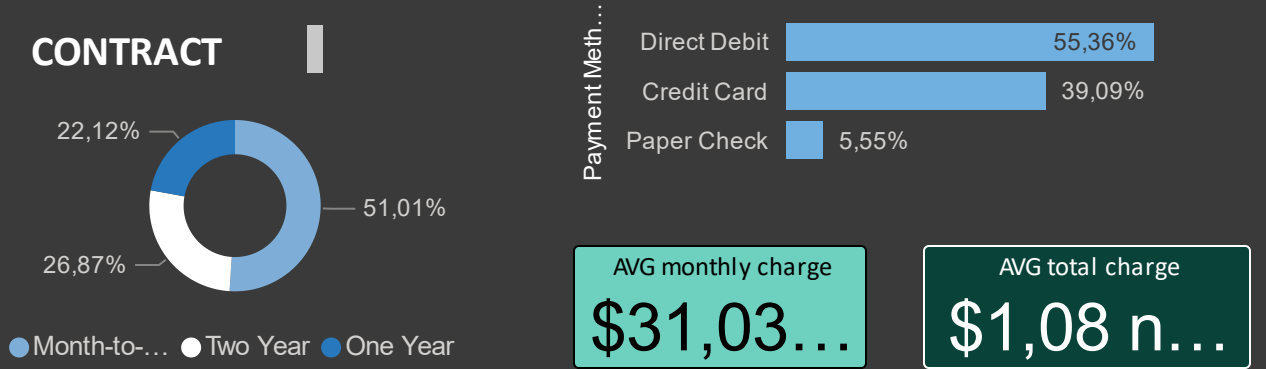 CONTRACT
22,12%
51,01%
26,87%
Month-to-… Two Year One Year
Payment Meth…
Direct Debit 55,36%
Credit Card 39,09%
Paper Check 5,55%
AVG monthly charge
$31,03…
AVG total charge
$1,08 n…